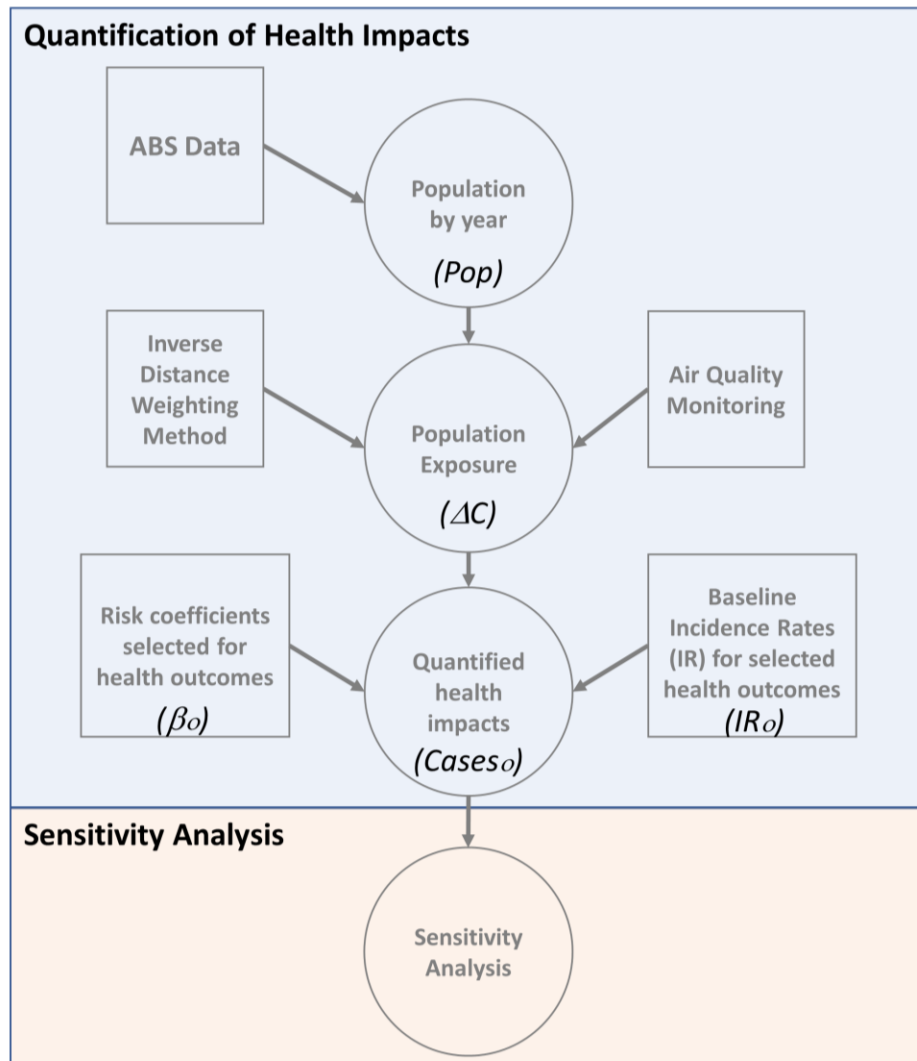 Quantification of Health Impacts
ABS Data
Population
by year
(Pop)
Inverse
Distance
Weighting
Method
Air Quality
Monitoring
Population
Exposure
(ΔC)
Risk coefficients
selected for
health outcomes
(βo)
Baseline
Incidence Rates
(IR) for selected
health outcomes
(IRo)
Quantified
health
impacts
(Caseso)
Sensitivity Analysis
Sensitivity
Analysis